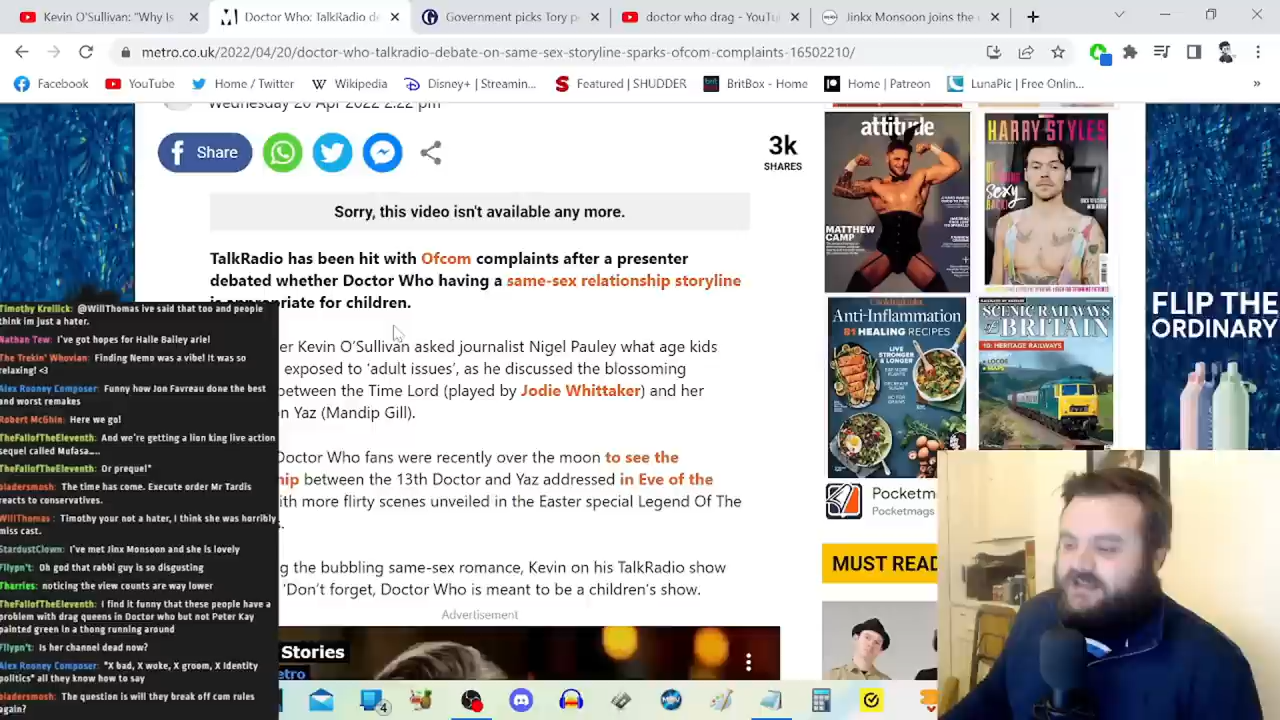 Kevin O'Sullivan: "Why Is
Doctor Who: TalkRadio de
Government picks Tory p
doctor who drag - YouTu
Jinkx Monsoon joins the
metro.co.uk/2022/04/20/doctor-who-talkradio-debate-on-same-sex-storyline-sparks-ofcom-complaints-16502210/
Facebook
YouTube
Home / Twitter
Wikipedia
Disney+ | Streamin...
Featured | SHUDDER
BritBox - Home
Home | Patreon
LunaPic | Free Onlin...
Wednesday 20 Apr 2022 2:22 pm
Share
3k
SHARES
Sorry, this video isn't available any more.
TalkRadio has been hit with Ofcom complaints after a presenter
debated whether Doctor Who having a same-sex relationship storyline
is appropriate for children.
er Kevin O'Sullivan asked journalist Nigel Pauley what age kids
exposed to 'adult issues', as he discussed the blossoming
between the Time Lord (played by Jodie Whittaker) and her
n Yaz (Mandip Gill).
Doctor Who fans were recently over the moon to see the
hip between the 13th Doctor and Yaz addressed in Eve of the
ith more flirty scenes unveiled in the Easter special Legend Of The
s.
g the bubbling same-sex romance, Kevin on his TalkRadio show
'Don't forget, Doctor Who is meant to be a children's show.
Advertisement
Stories
etro
Timothy Krellick: @WillThomas ive said that too and people
think im just a hater.
Nathan Tew: I've got hopes for Halle Bailey ariel
The Trekin' Whovian: Finding Nemo was a vibe! It was so
relaxing! <3
Alex Rooney Composer: Funny how Jon Favreau done the best
and worst remakes
Robert McGhin: Here we go!
TheFalloftheEleventh: And we're getting a lion king live action
sequel called Mufasa.....
TheFalloftheEleventh: Or prequel*
bladersmosh: The time has come. Execute order Mr Tardis
reacts to conservatives.
WillThomas: Timothy your not a hater, I think she was horribly
miss cast.
StardustClown: I've met Jinx Monsoon and she is lovely
Fllypn't: Oh god that rabbi guy is so disgusting
Tharries: noticing the view counts are way lower
TheFalloftheEleventh: I find it funny that these people have a
problem with drag queens in Doctor who but not Peter Kay
painted green in a thong running around
Fllypn't: Is her channel dead now?
Alex Rooney Composer: "X bad, X woke, X groom, X Identity
politics" all they know how to say
bladersmosh: The question is will they break off com rules
again?
attitude
MATTHEW
CAMP
HARRY STYLES
Sexy
Anti-Inflammation
81 HEALING RECIPES
LIVE
STRONGER
& LONGER
SCENIC RAILWAYS
of BRITAIN
10: HERITAGE RAILWAYS
LOCOS
MAPS
Pocketm
Pocketmags
MUST READ
FLIP THE
ORDINARY
4